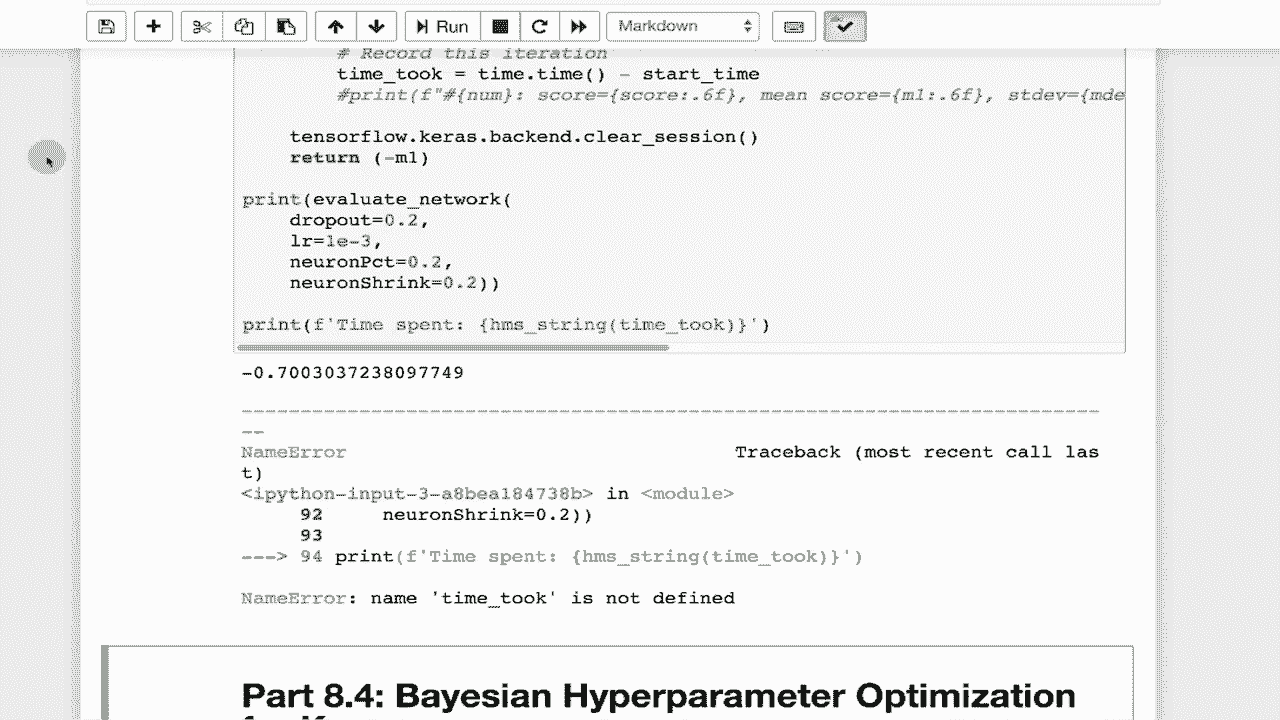 Run
Markdown
# Record this iteration
time_took = time.time() - start_time
#print(f"#{num}: score={score:.6f}, mean score={m1:.6f}, stdev={mde
tensorflow.keras.backend.clear_session()
return (-m1)
print(evaluate_network(
dropout=0.2,
lr=1e-3,
neuronPct=0.2,
neuronShrink=0.2))
print(f'Time spent: {hms_string(time_took)}')
-0.7003037238097749
---------------------------------------------------------------------------
--
NameError Traceback (most recent call las
t)
<ipython-input-3-a8bea184738b> in <module>
92 neuronShrink=0.2))
93
---> 94 print(f'Time spent: {hms_string(time_took)}')
NameError: name 'time_took' is not defined
Part 8.4: Bayesian Hyperparameter Optimization